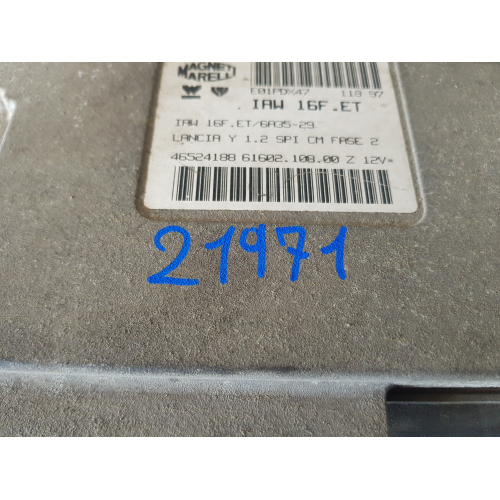 MAGNETI
MARELLI
E01PDX47 118 97
IAW 16F.ET
IAW 16F.ET/6A35-29
LANCIA Y 1.2 SPI CM FASE 2
46524188 61602.108.00 Z 12V=
21971